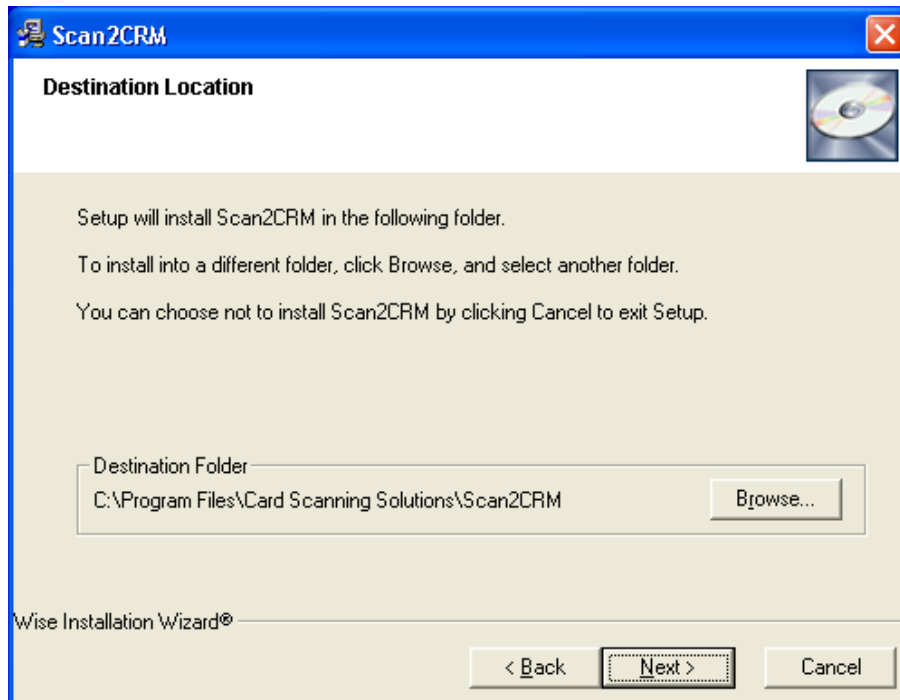 Scan2CRM
Destination Location
Setup will install Scan2CRM in the following folder.
To install into a different folder, click Browse, and select another folder.
You can choose not to install Scan2CRM by clicking Cancel to exit Setup.
Destination Folder
C:\Program Files\Card Scanning Solutions\Scan2CRM
Browse...
Wise Installation Wizard®
< Back
Next >
Cancel